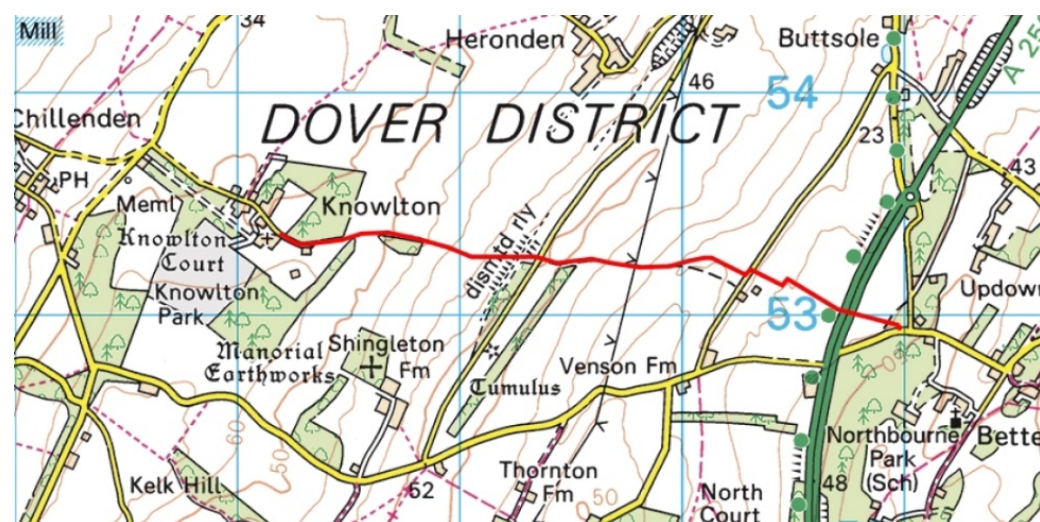 Mill
34
Heronden
Buttsole
A 25
46
54
Chillenden
DOVER DISTRICT
23
PH
43
Meml
Knowlton
Knowlton
Court
dismtd rly
Knowlton
Park
53
Updown
Manorial
Earthworks
Shingleton
Fm
Venson Fm
Tumulus
60
50
Northbourne
Park
(Sch)
Bette
Kelk Hill
52
Thornton
Fm
50
North
Court
48